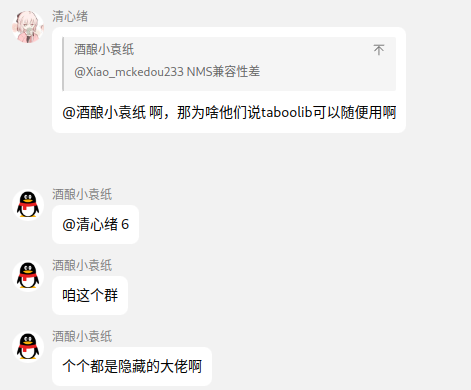 清心绪
酒酿小袁纸
@Xiao_mckedou233 NMS兼容性差
@酒酿小袁纸 啊，那为啥他们说taboolib可以随便用啊
酒酿小袁纸
@清心绪 6
酒酿小袁纸
咱这个群
酒酿小袁纸
个个都是隐藏的大佬啊